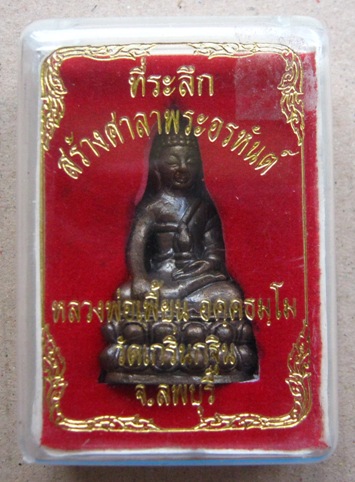 ที่ระลึก
สร้างศาลาพระอรหันต์
หลวงพ่อเพี้ยน อคฺคธมฺโม
วัดเกริ่นกฐิน
จ.ลพบุรี